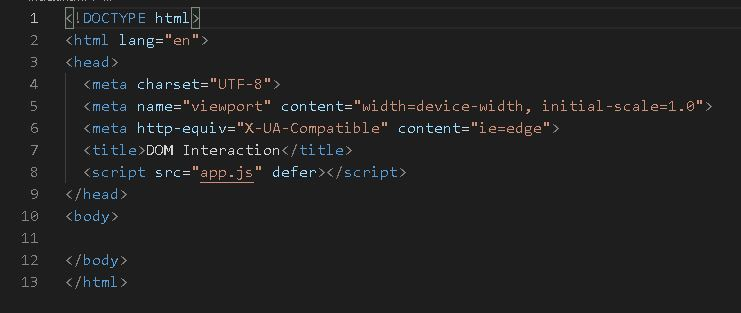 1 <!DOCTYPE html>
2 <html lang="en">
3 <head>
4 <meta charset="UTF-8">
5 <meta name="viewport" content="width=device-width, initial-scale=1.0">
6 <meta http-equiv="X-UA-Compatible" content="ie=edge">
7 <title>DOM Interaction</title>
8 <script src="app.js" defer></script>
9 </head>
10 <body>
11
12 </body>
13 </html>